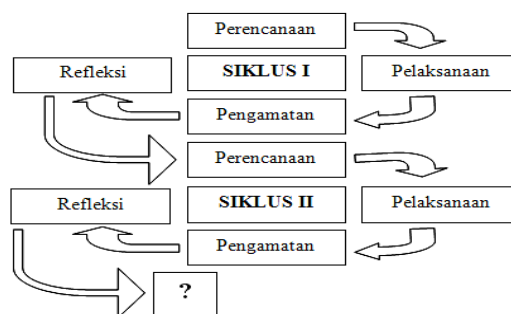 Perencanaan
Refleksi
SIKLUS I
Pelaksanaan
Pengamatan
Perencanaan
Refleksi
SIKLUS II
Pelaksanaan
Pengamatan
?